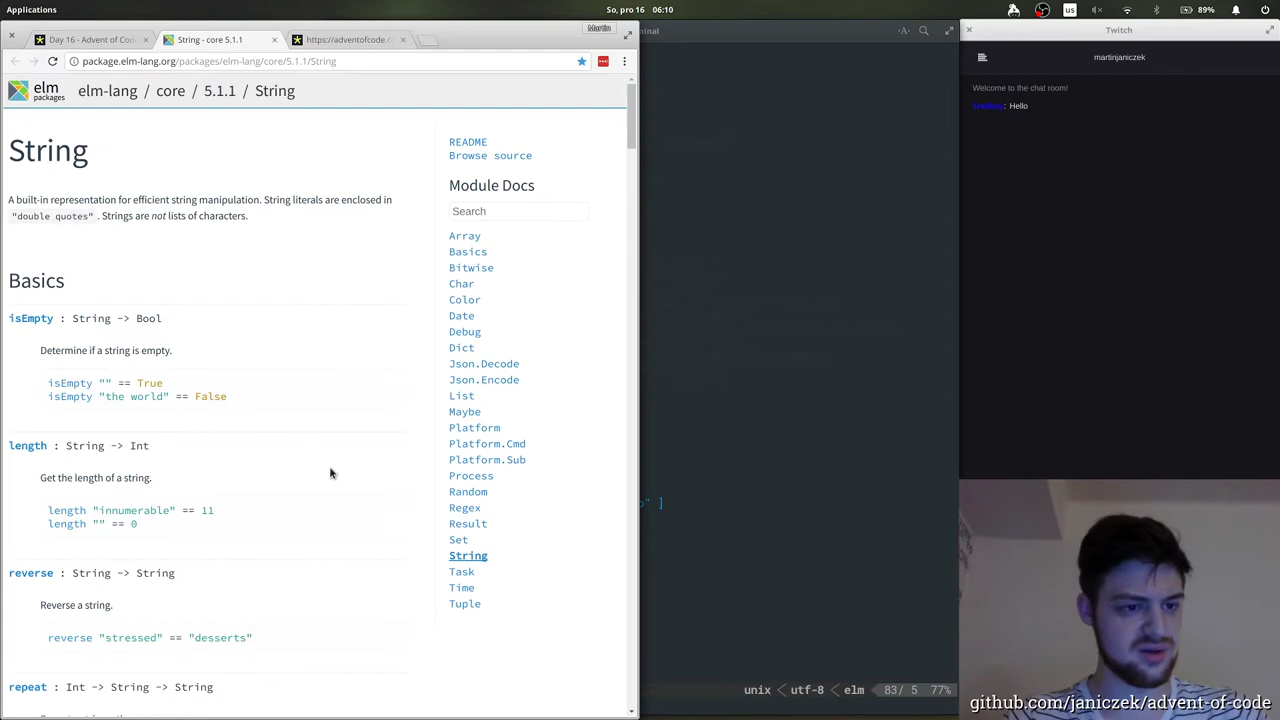 Applications
So, pro 16 06:10
us
89%
Martin
Day 16 - Advent of Cod
String - core 5.1.1
https://adventofcode.c
minal
-A-
Twitch
package.elm-lang.org/packages/elm-lang/core/5.1.1/String
martinjaniczek
elm
packages
elm-lang / core / 5.1.1 / String
Welcome to the chat room!
: Hello
String
README
Browse source
Module Docs
Search
A built-in representation for efficient string manipulation. String literals are enclosed in
"double quotes" . Strings are not lists of characters.
Basics
isEmpty : String -> Bool
Determine if a string is empty.
isEmpty "" == True
isEmpty "the world" == False
length : String -> Int
Get the length of a string.
length "innumerable" == 11
length "" == 0
reverse : String -> String
Reverse a string.
reverse "stressed" == "desserts"
repeat : Int -> String -> String
Array
Basics
Bitwise
Char
Color
Date
Debug
Dict
Json.Decode
Json.Encode
List
Maybe
Platform
Platform.Cmd
Platform.Sub
Process
Random
Regex
Result
Set
String
Task
Time
Tuple
" ]
unix utf-8 elm 83/ 5 77%
github.com/janiczek/advent-of-code